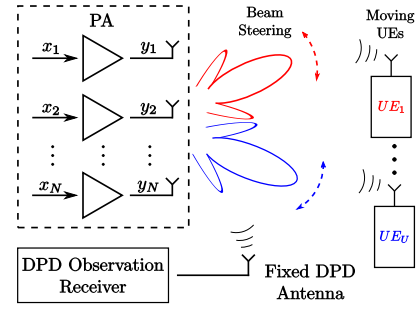 PA
Beam
Steering
Moving
UEs
x1 y1
x2 y2
xN yN
UE1
UEU
DPD Observation
Receiver
Fixed DPD
Antenna